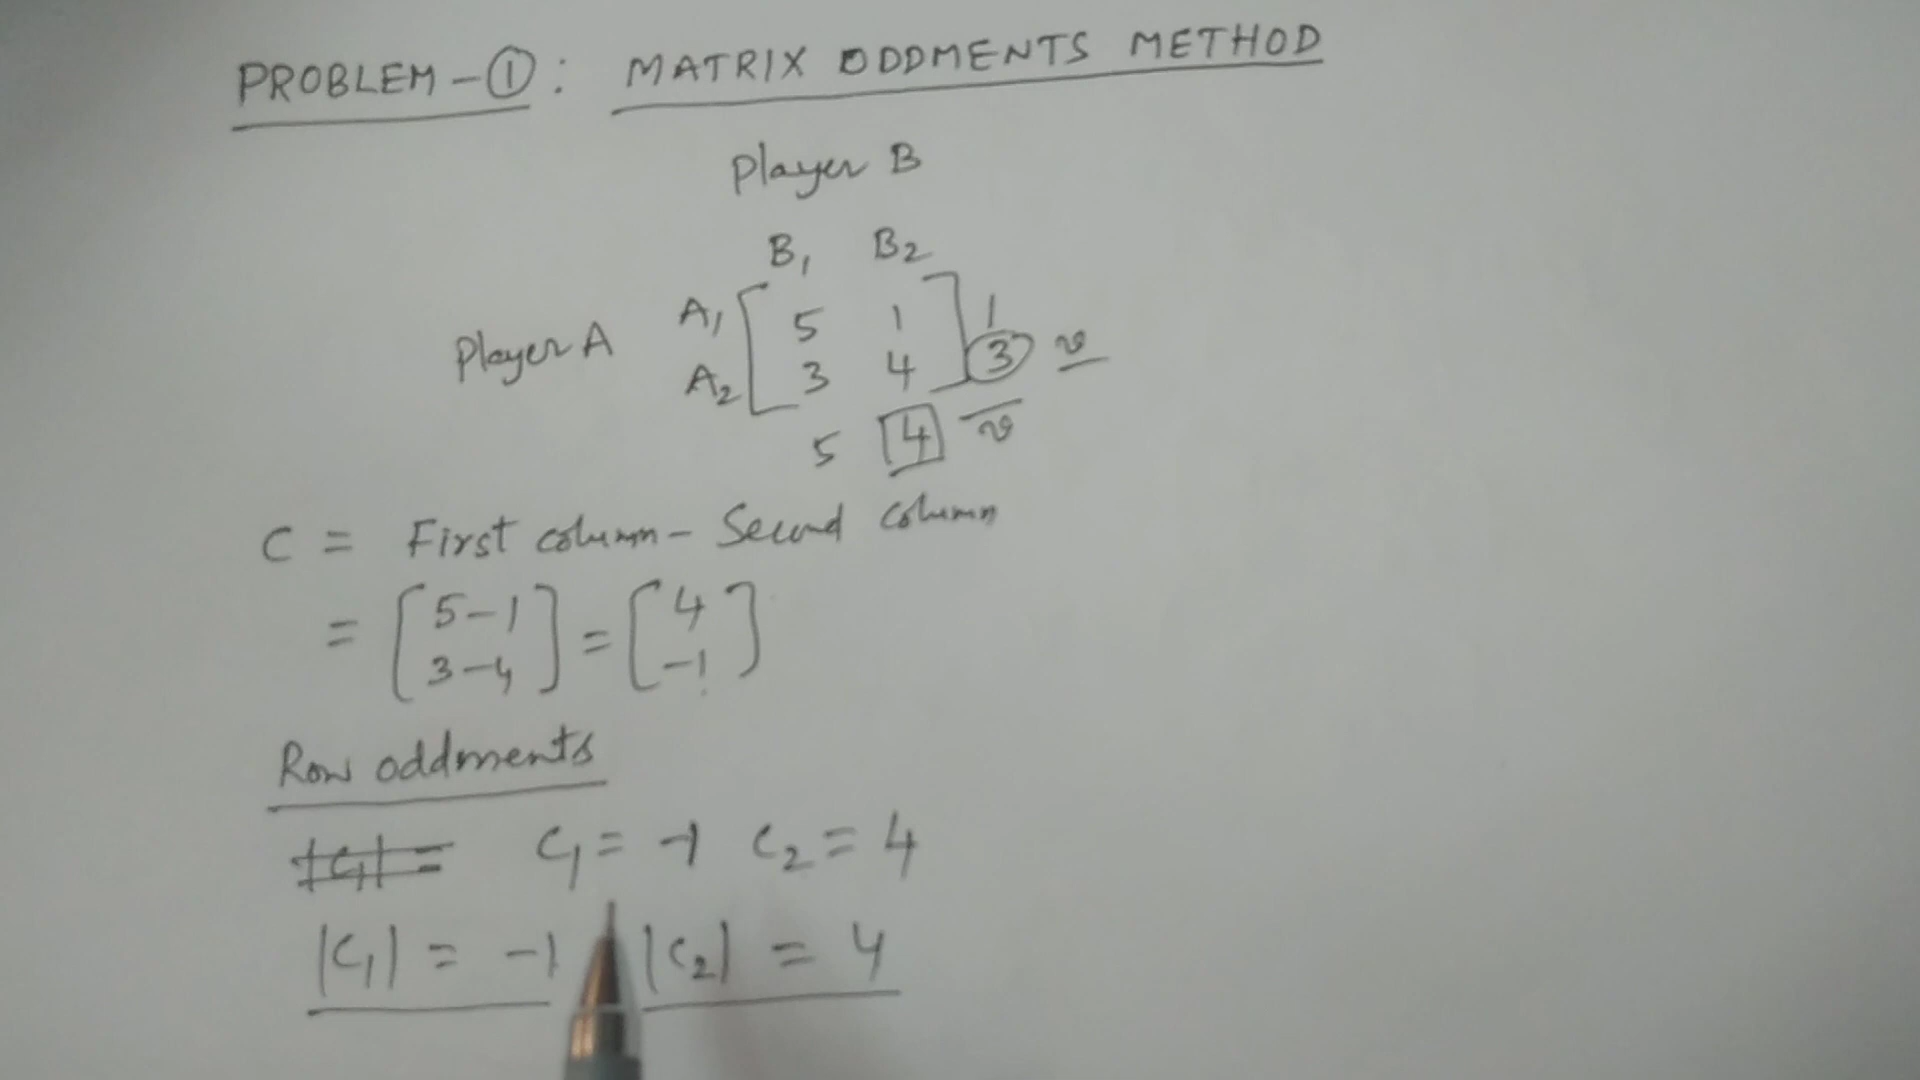 PROBLEM - ① : MATRIX ODDMENTS METHOD
Player B
B₁ B₂
A₁ [ 5 1 ] 1
Player A
A₂ [ 3 4 ] 3 v
5 4 v̅
C = First column - Second column
= [ 5-1 3-4 ] = [ 4 -1 ]
Row oddments
|C₁| = C₁ = -1 C₂ = 4
|C₁| = -1 |C₂| = 4